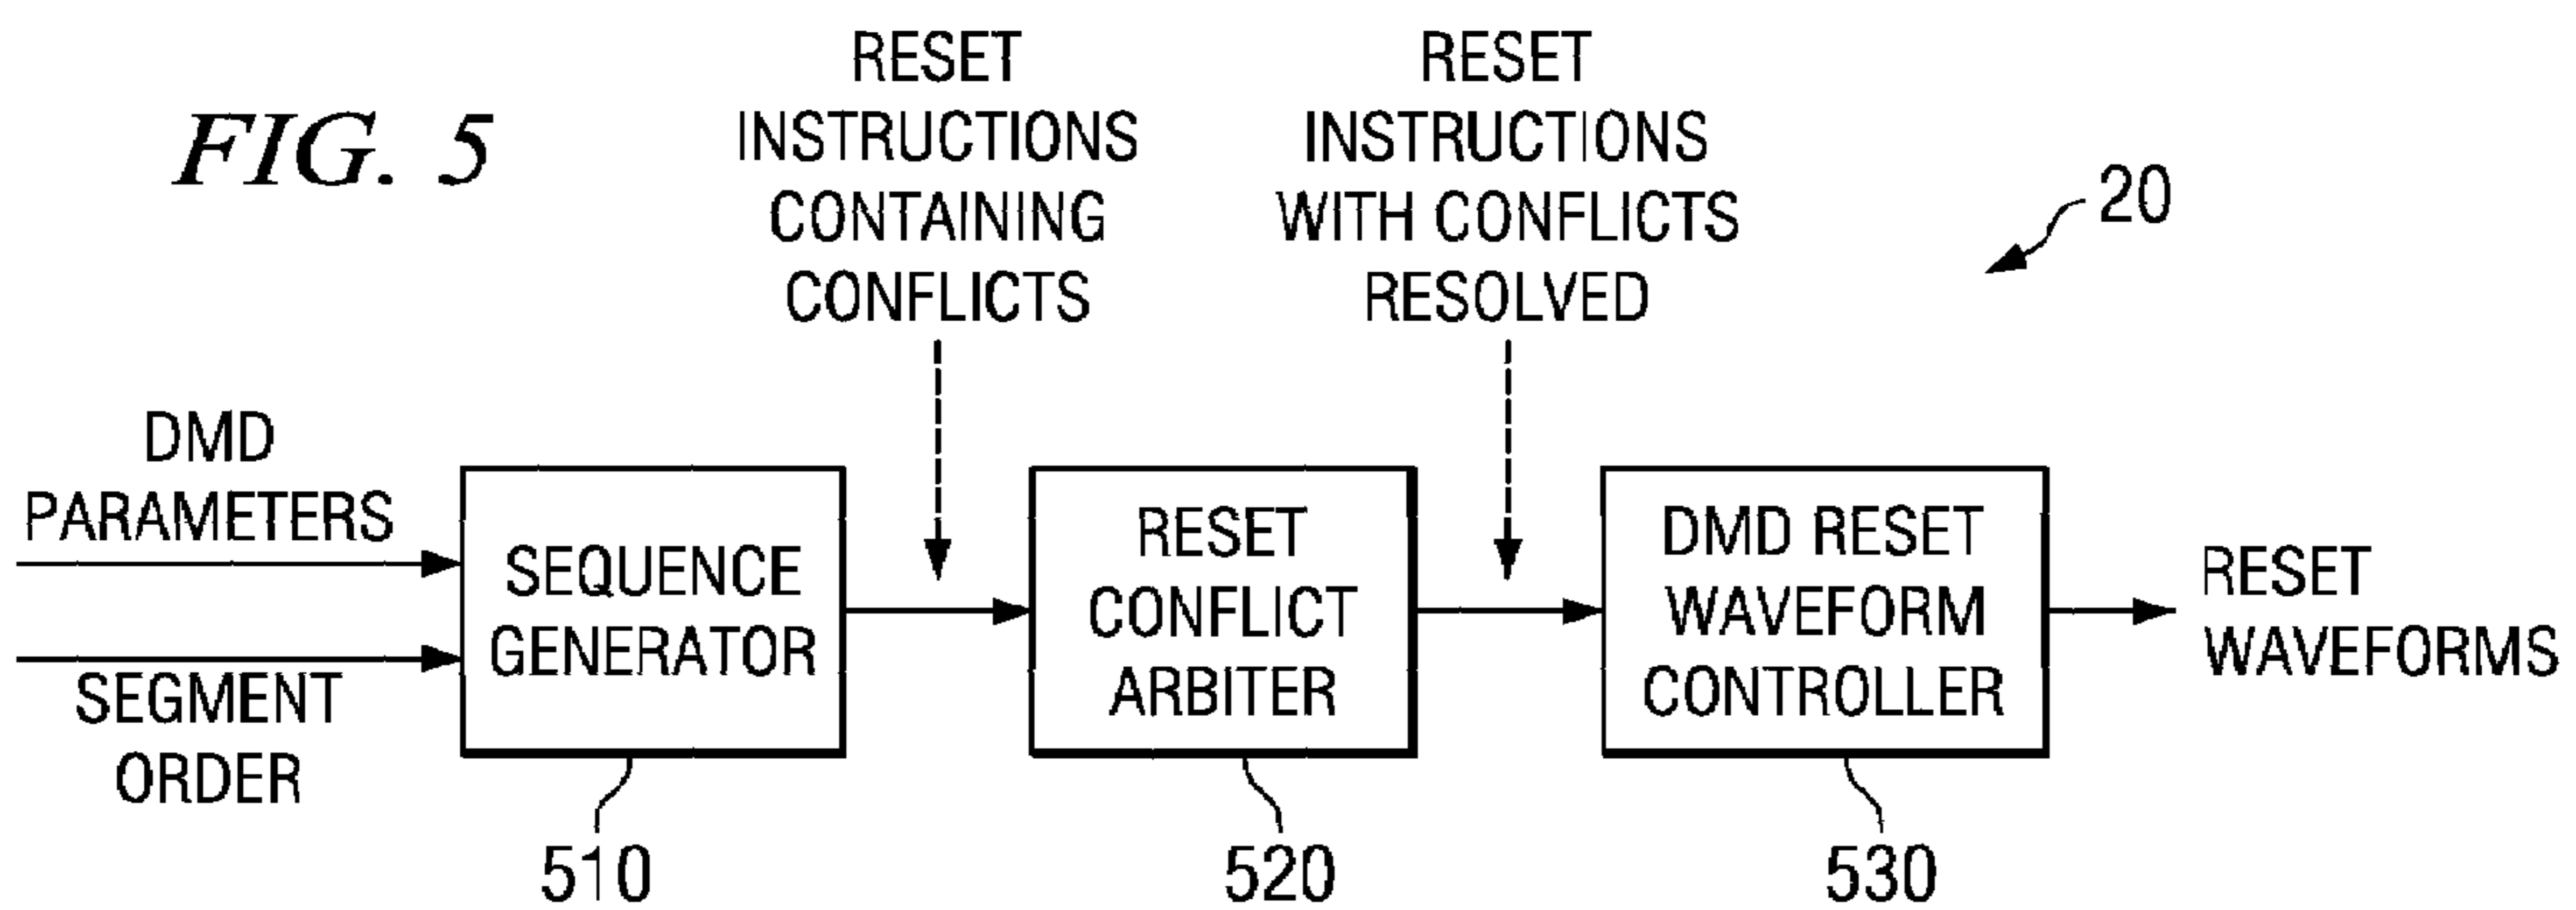 FIG. 5
RESET
INSTRUCTIONS
CONTAINING
CONFLICTS
RESET
INSTRUCTIONS
WITH CONFLICTS
RESOLVED
20
DMD
PARAMETERS
SEGMENT
ORDER
SEQUENCE
GENERATOR
510
RESET
CONFLICT
ARBITER
520
DMD RESET
WAVEFORM
CONTROLLER
530
RESET
WAVEFORMS